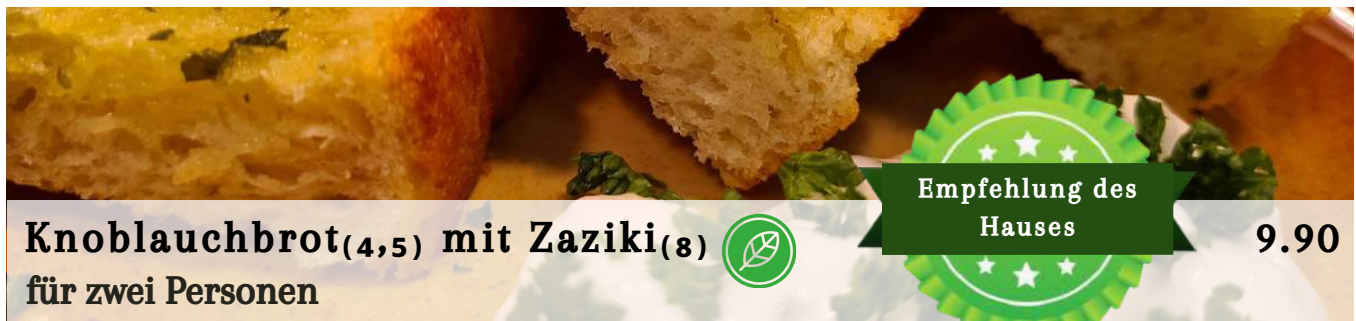 Empfehlung des
Hauses
Knoblauchbrot(4,5) mit Zaziki(8)
9.90
für zwei Personen